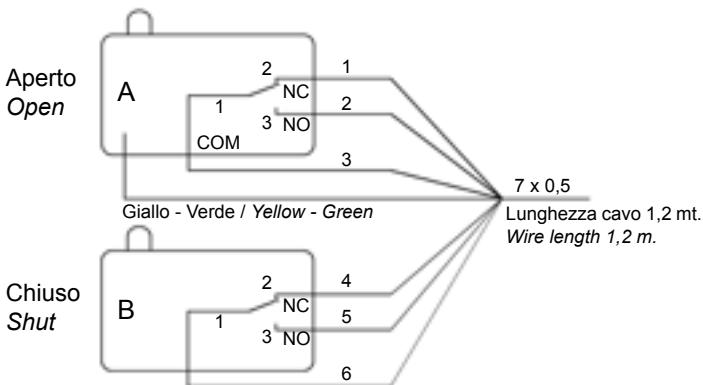 Aperto
Open
A
2
1
1
NC
2
3 NO
COM
3
7 x 0,5
Giallo - Verde / Yellow - Green
Lunghezza cavo 1,2 mt.
Wire length 1,2 m.
Chiuso
Shut
B
2
4
1
NC
5
3 NO
6